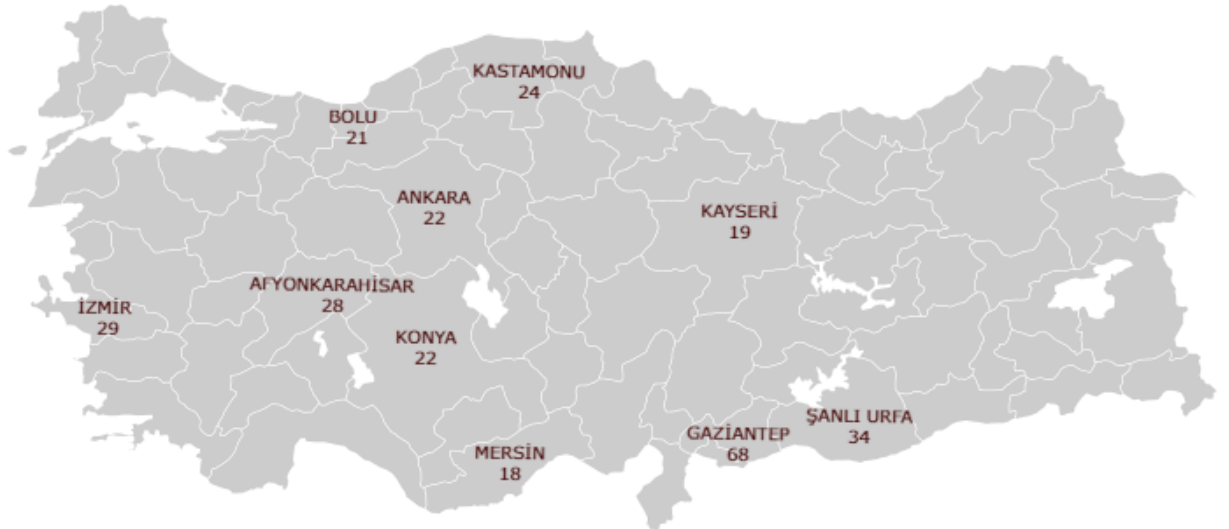 KASTAMONU
24
BOLU
21
ANKARA
22
KAYSERİ
19
AFYONKARAHİSAR
28
İZMİR
29
KONYA
22
ŞANLI URFA
34
GAZİANTEP
68
MERSİN
18